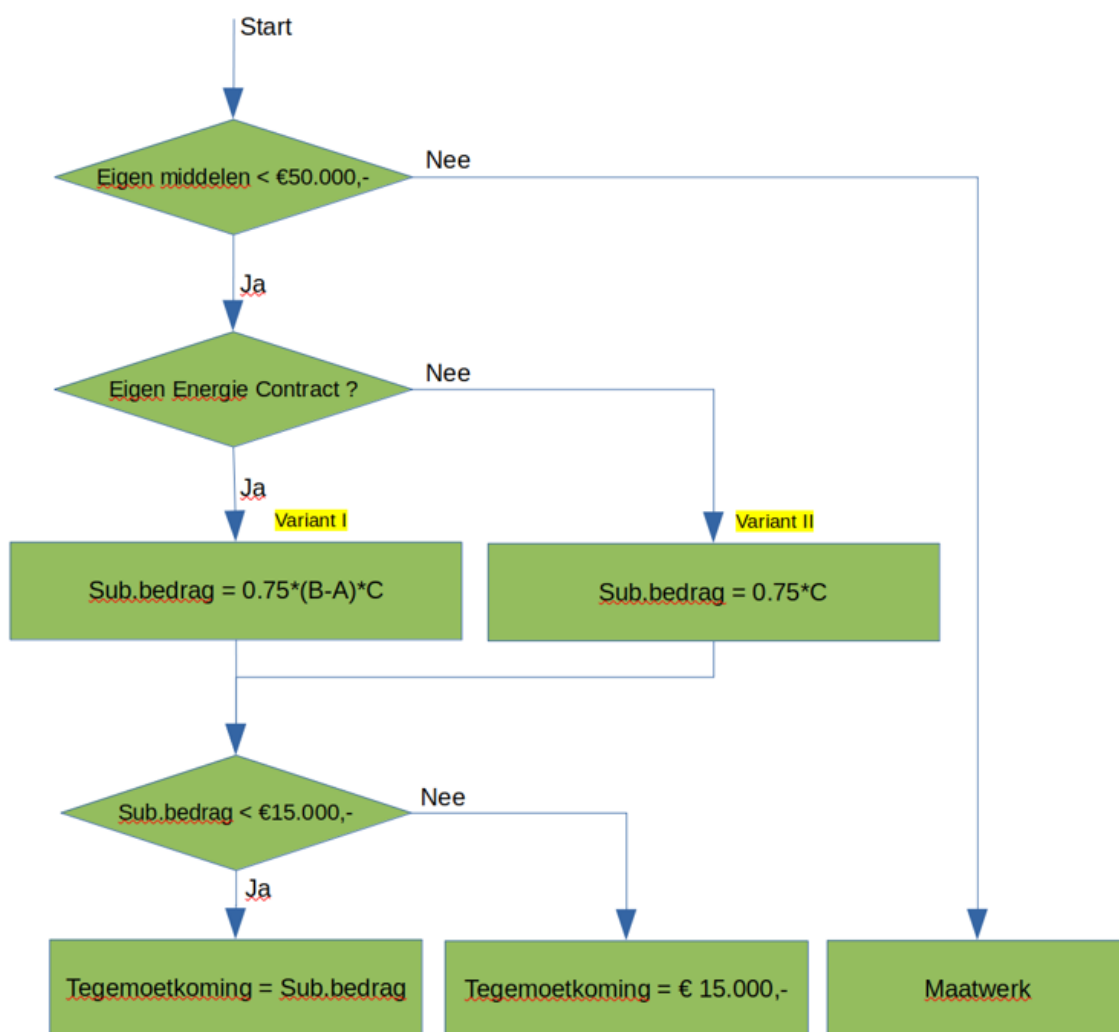 Start
Eigen middelen < €50.000,-
Nee
Ja
Eigen Energie Contract ?
Nee
Ja
Variant I
Variant II
Sub.bedrag = 0.75*(B-A)*C
Sub.bedrag = 0.75*C
Sub.bedrag < €15.000,-
Nee
Ja
Tegemoetkoming = Sub.bedrag
Tegemoetkoming = € 15.000,-
Maatwerk